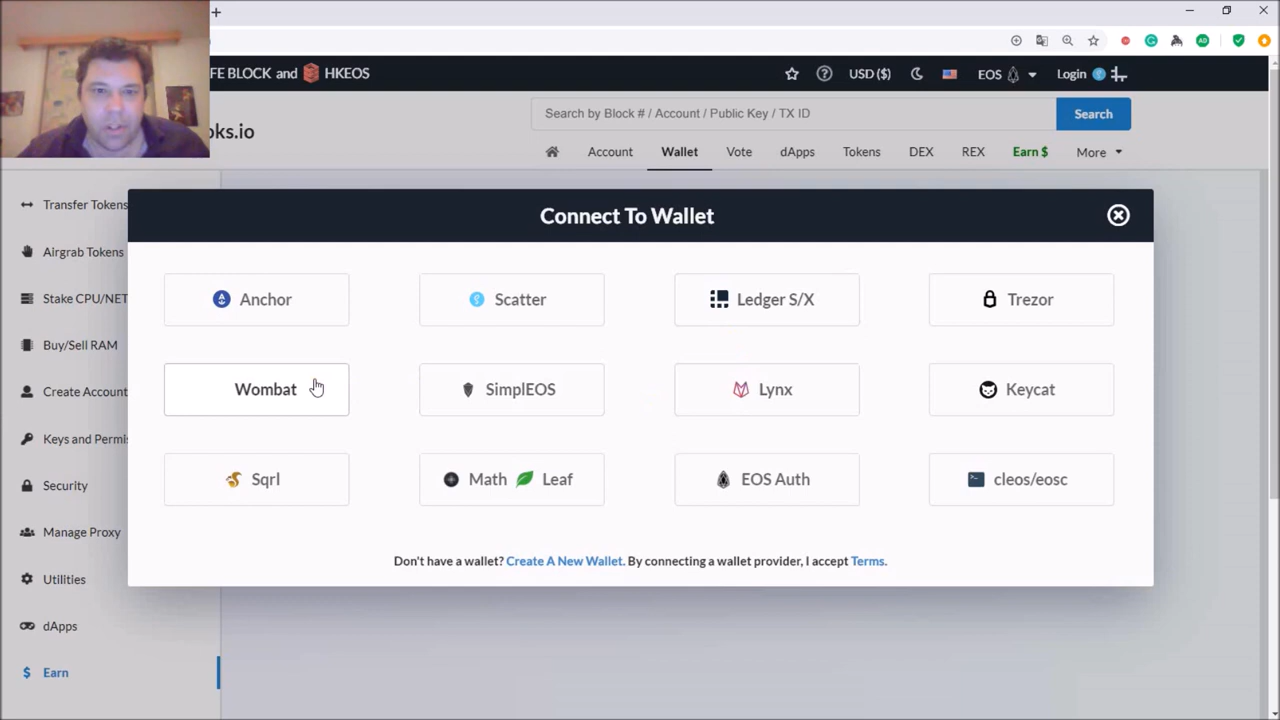 FE BLOCK and HKEOS
USD ($)
EOS
Login
oks.io
Search by Block # / Account / Public Key / TX ID
Search
Account
Wallet
Vote
dApps
Tokens
DEX
REX
Earn $
More
Transfer Tokens
Airgrab Tokens
Stake CPU/NET
Buy/Sell RAM
Create Account
Keys and Permis
Security
Manage Proxy
Utilities
dApps
$ Earn
Connect To Wallet
Anchor
Scatter
Ledger S/X
Trezor
Wombat
SimplEOS
Lynx
Keycat
Sqrl
Math Leaf
EOS Auth
cleos/eosc
Don't have a wallet? Create A New Wallet. By connecting a wallet provider, I accept Terms.